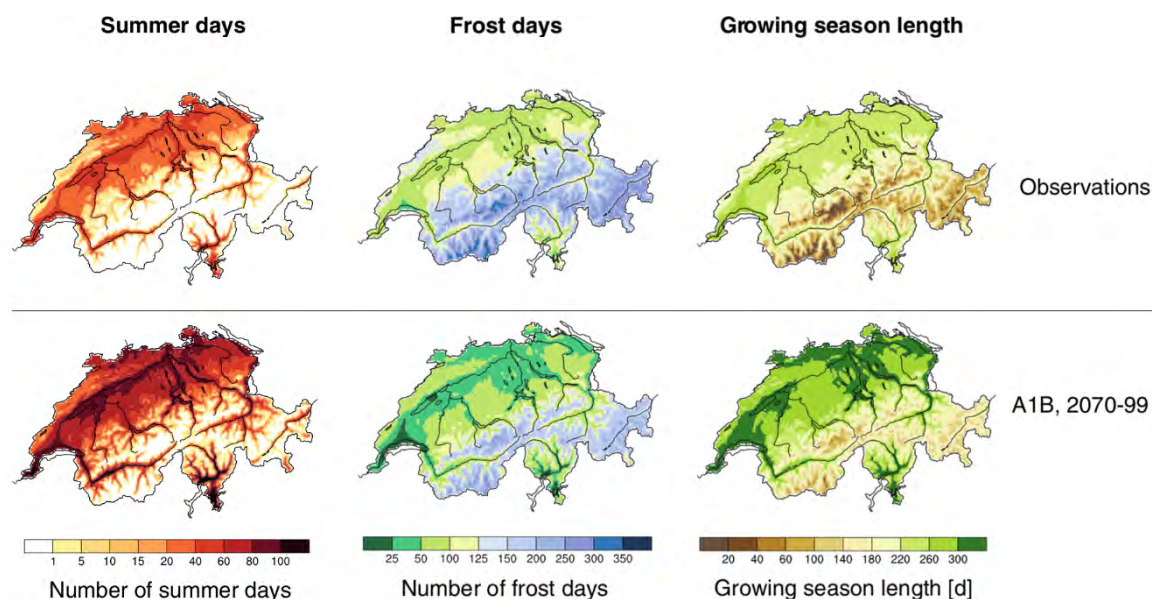 Summer days
Frost days
Growing season length
Observations
A1B, 2070-99
1 5 10 15 20 40 60 80 100
25 50 100 125 150 200 250 300 350
20 40 60 100 140 180 220 260 300
Number of summer days
Number of frost days
Growing season length [d]